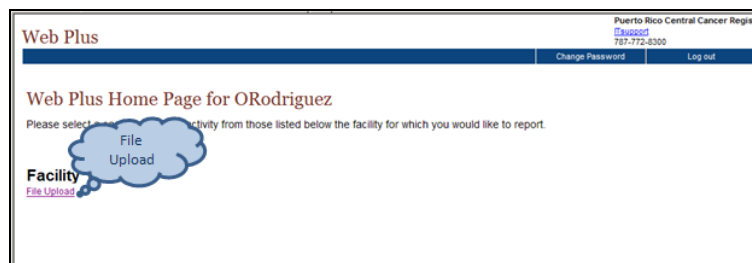 Puerto Rico Central Cancer Regis
Web Plus
ITsupport
787-772-8300
Change Password Log out
Web Plus Home Page for ORodriguez
Please select a activity from those listed below the facility for which you would like to report.
File
Upload
Facility
File Upload